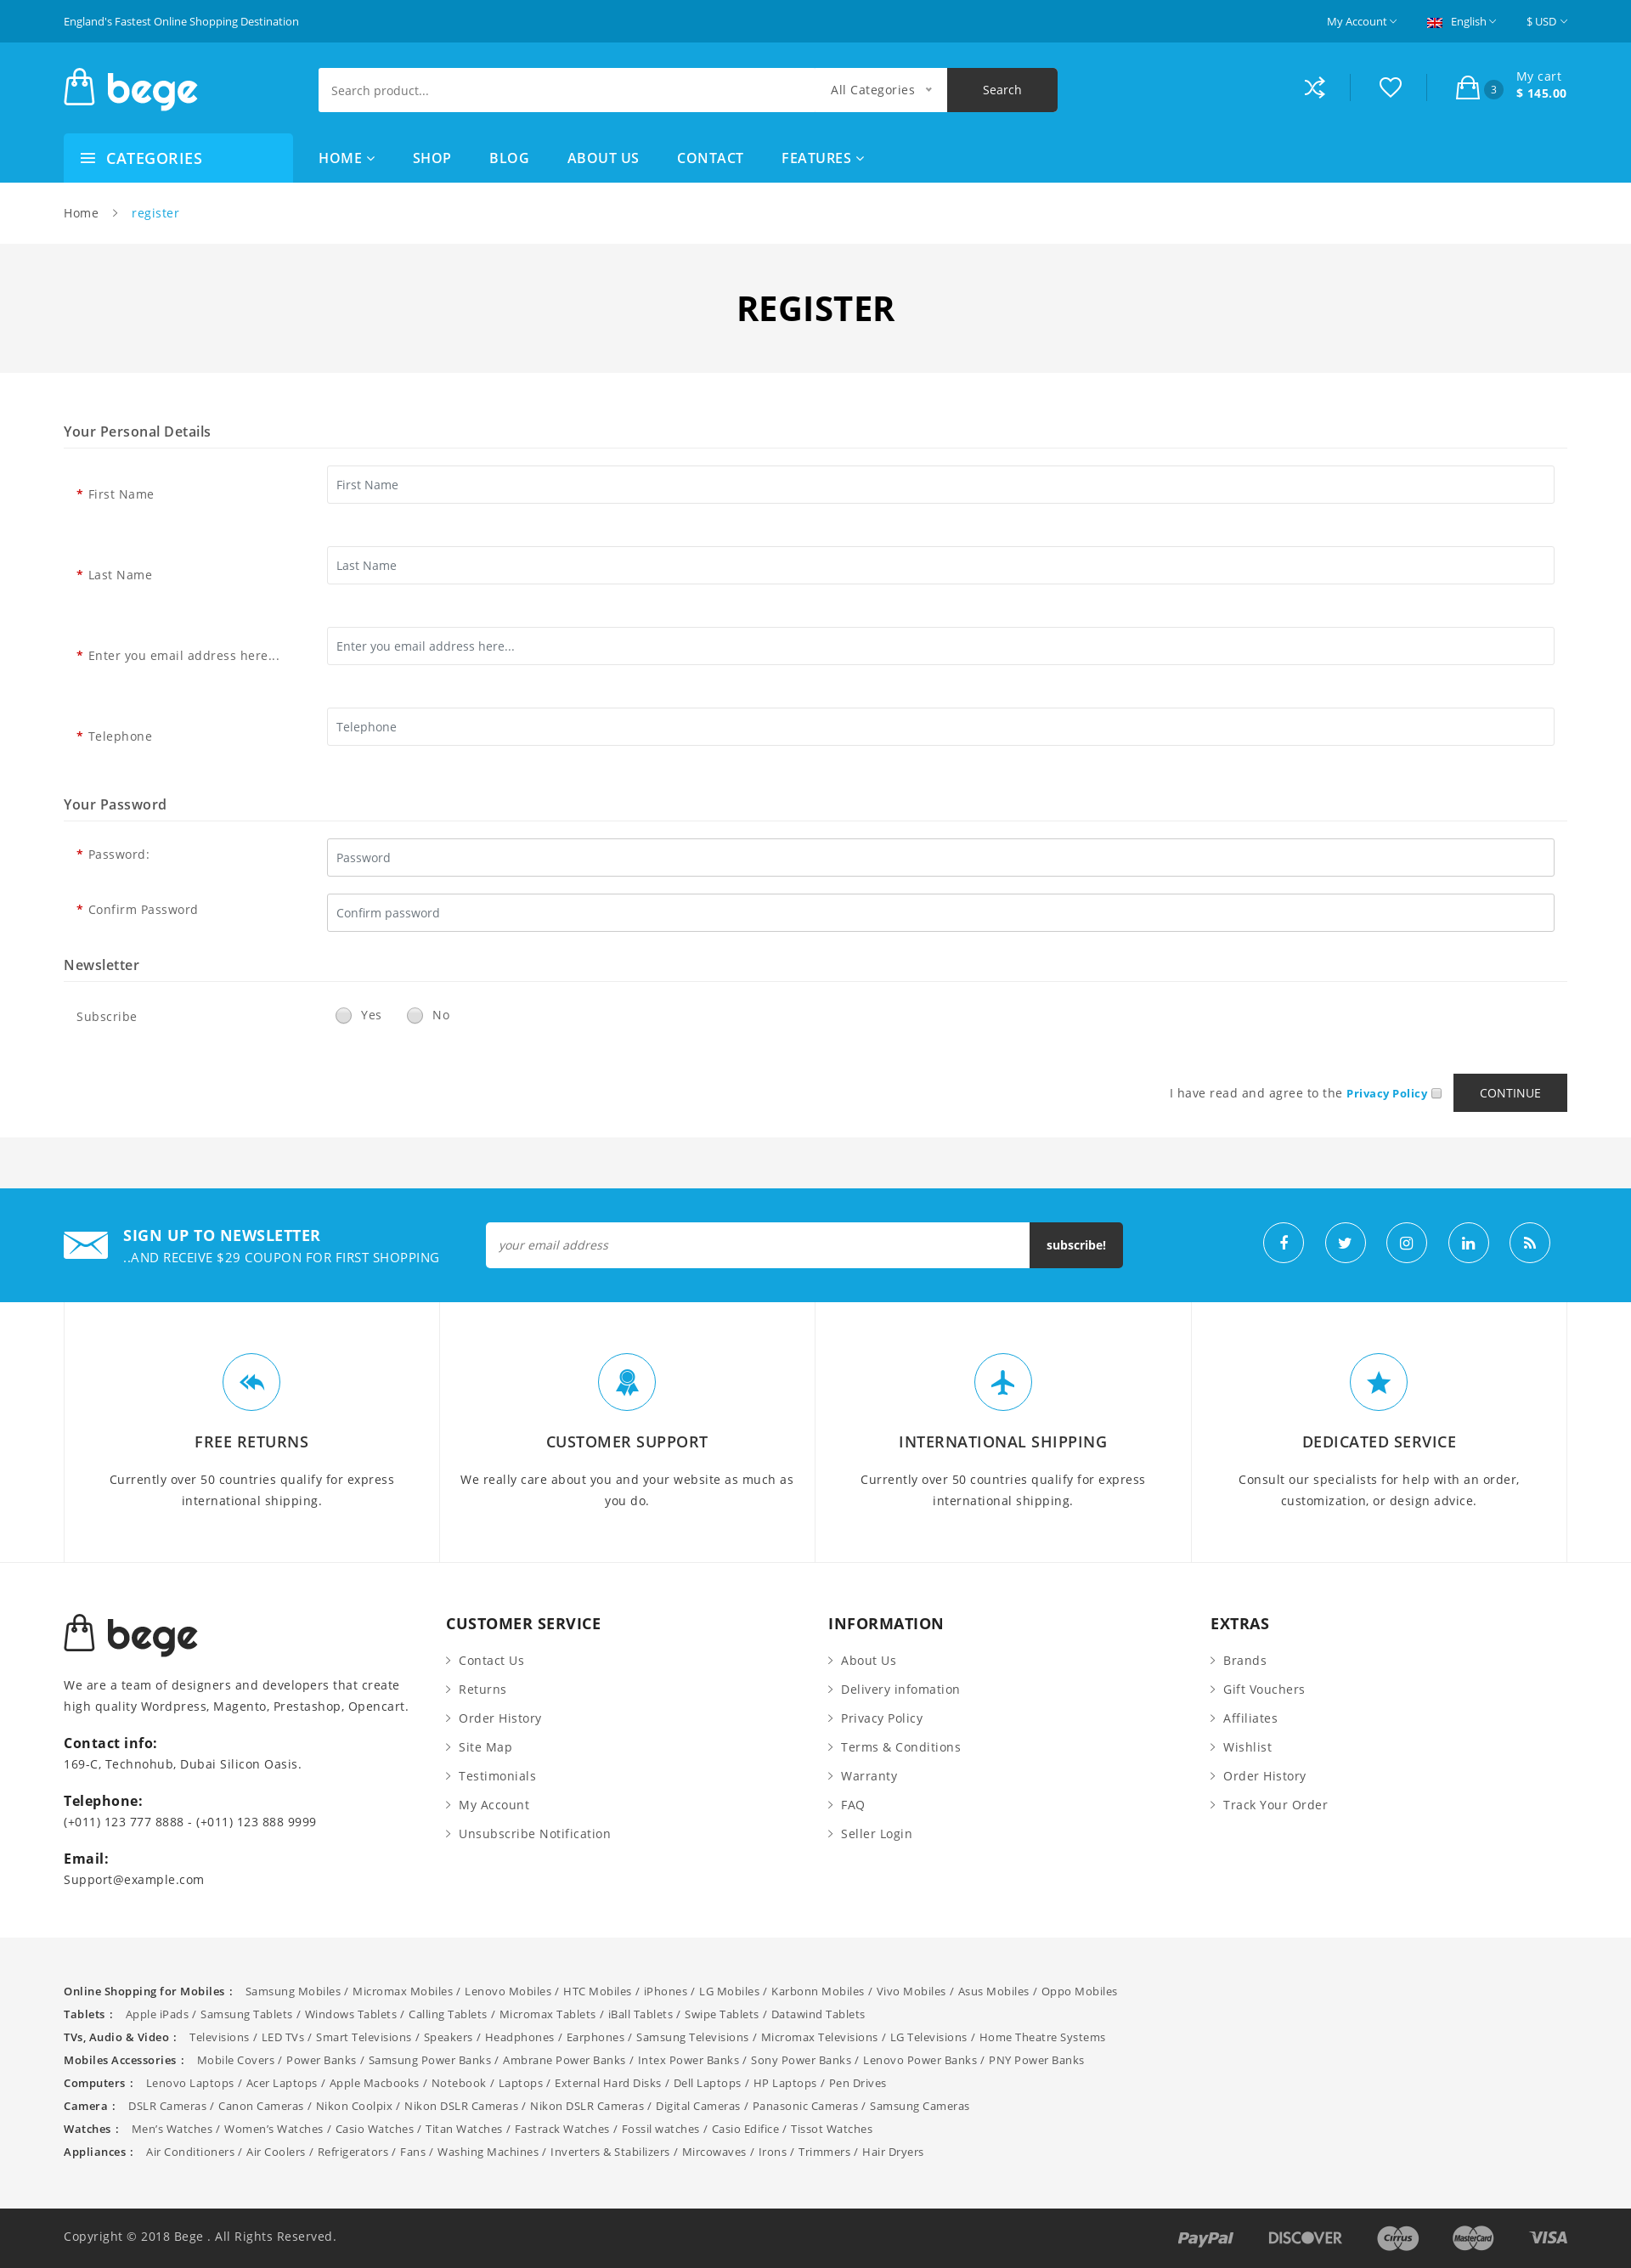 England's Fastest Online Shopping Destination
My Account English $ USD
bege
Search product... All Categories Search
My cart
3 $ 145.00
CATEGORIES HOME SHOP BLOG ABOUT US CONTACT FEATURES
Home > register
REGISTER
Your Personal Details
* First Name First Name
* Last Name Last Name
* Enter you email address here... Enter you email address here...
* Telephone Telephone
Your Password
* Password: Password
* Confirm Password Confirm password
Newsletter
Subscribe Yes No
I have read and agree to the Privacy Policy CONTINUE
SIGN UP TO NEWSLETTER
..AND RECEIVE $29 COUPON FOR FIRST SHOPPING
your email address subscribe!
FREE RETURNS
Currently over 50 countries qualify for express
international shipping.
CUSTOMER SUPPORT
We really care about you and your website as much as
you do.
INTERNATIONAL SHIPPING
Currently over 50 countries qualify for express
international shipping.
DEDICATED SERVICE
Consult our specialists for help with an order,
customization, or design advice.
bege
We are a team of designers and developers that create
high quality Wordpress, Magento, Prestashop, Opencart.
Contact info:
169-C, Technohub, Dubai Silicon Oasis.
Telephone:
(+011) 123 777 8888 - (+011) 123 888 9999
Email:
Support@example.com
CUSTOMER SERVICE
Contact Us
Returns
Order History
Site Map
Testimonials
My Account
Unsubscribe Notification
INFORMATION
About Us
Delivery infomation
Privacy Policy
Terms & Conditions
Warranty
FAQ
Seller Login
EXTRAS
Brands
Gift Vouchers
Affiliates
Wishlist
Order History
Track Your Order
Online Shopping for Mobiles : Samsung Mobiles / Micromax Mobiles / Lenovo Mobiles / HTC Mobiles / iPhones / LG Mobiles / Karbonn Mobiles / Vivo Mobiles / Asus Mobiles / Oppo Mobiles
Tablets : Apple iPads / Samsung Tablets / Windows Tablets / Calling Tablets / Micromax Tablets / iBall Tablets / Swipe Tablets / Datawind Tablets
TVs, Audio & Video : Televisions / LED TVs / Smart Televisions / Speakers / Headphones / Earphones / Samsung Televisions / Micromax Televisions / LG Televisions / Home Theatre Systems
Mobiles Accessories : Mobile Covers / Power Banks / Samsung Power Banks / Ambrane Power Banks / Intex Power Banks / Sony Power Banks / Lenovo Power Banks / PNY Power Banks
Computers : Lenovo Laptops / Acer Laptops / Apple Macbooks / Notebook / Laptops / External Hard Disks / Dell Laptops / HP Laptops / Pen Drives
Camera : DSLR Cameras / Canon Cameras / Nikon Coolpix / Nikon DSLR Cameras / Nikon DSLR Cameras / Digital Cameras / Panasonic Cameras / Samsung Cameras
Watches : Men’s Watches / Women’s Watches / Casio Watches / Titan Watches / Fastrack Watches / Fossil watches / Casio Edifice / Tissot Watches
Appliances : Air Conditioners / Air Coolers / Refrigerators / Fans / Washing Machines / Inverters & Stabilizers / Mircowaves / Irons / Trimmers / Hair Dryers
Copyright © 2018 Bege . All Rights Reserved.
PayPal DISCOVER Cirrus MasterCard VISA